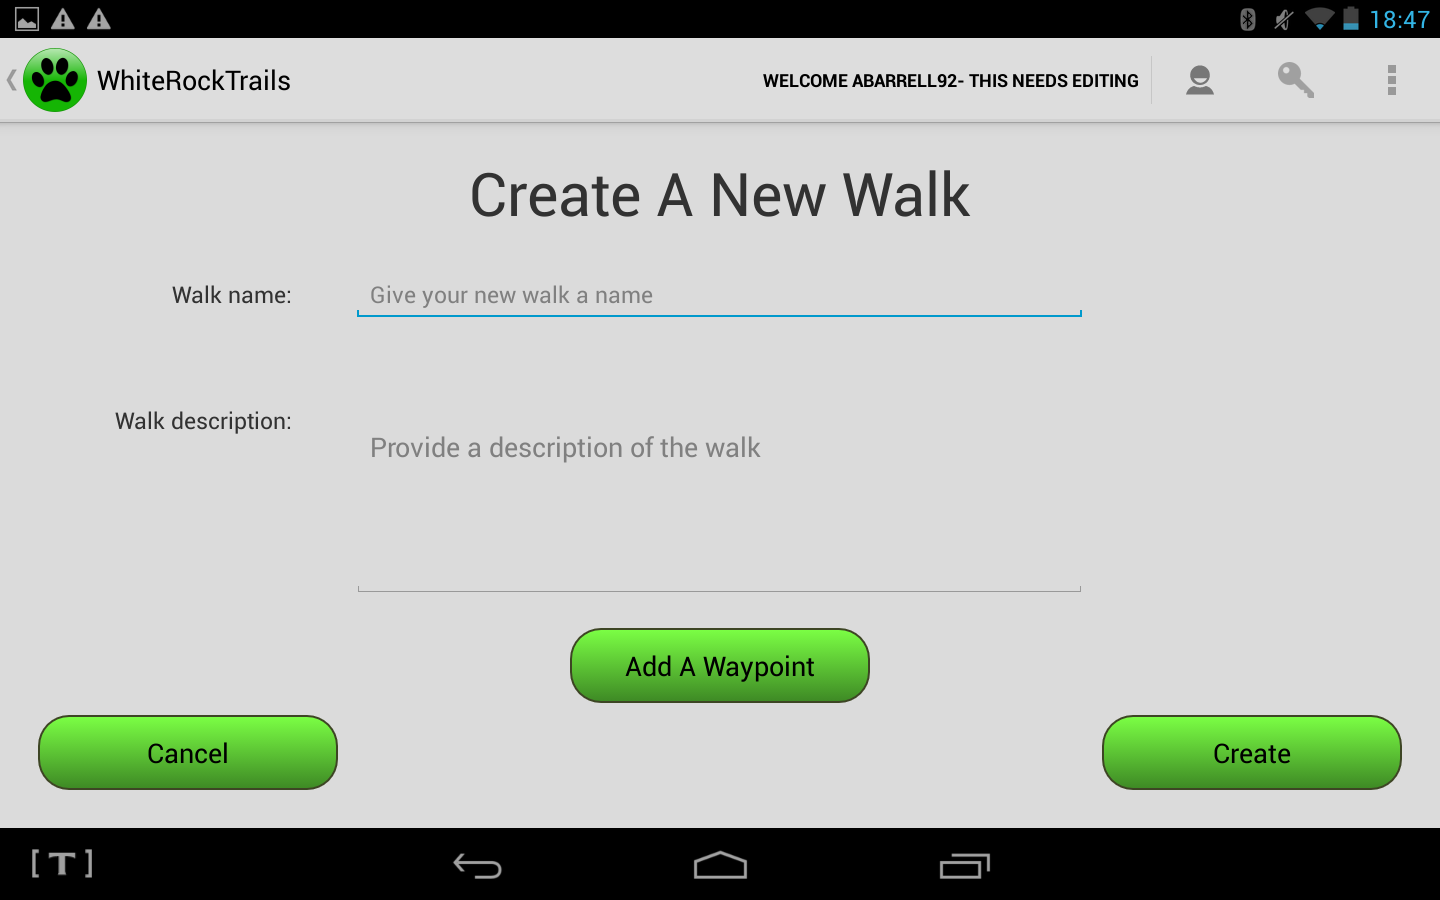 18:47
WhiteRockTrails
WELCOME ABARRELL92- THIS NEEDS EDITING
Create A New Walk
Walk name:
Give your new walk a name
Walk description:
Provide a description of the walk
Add A Waypoint
Cancel
Create
[T]